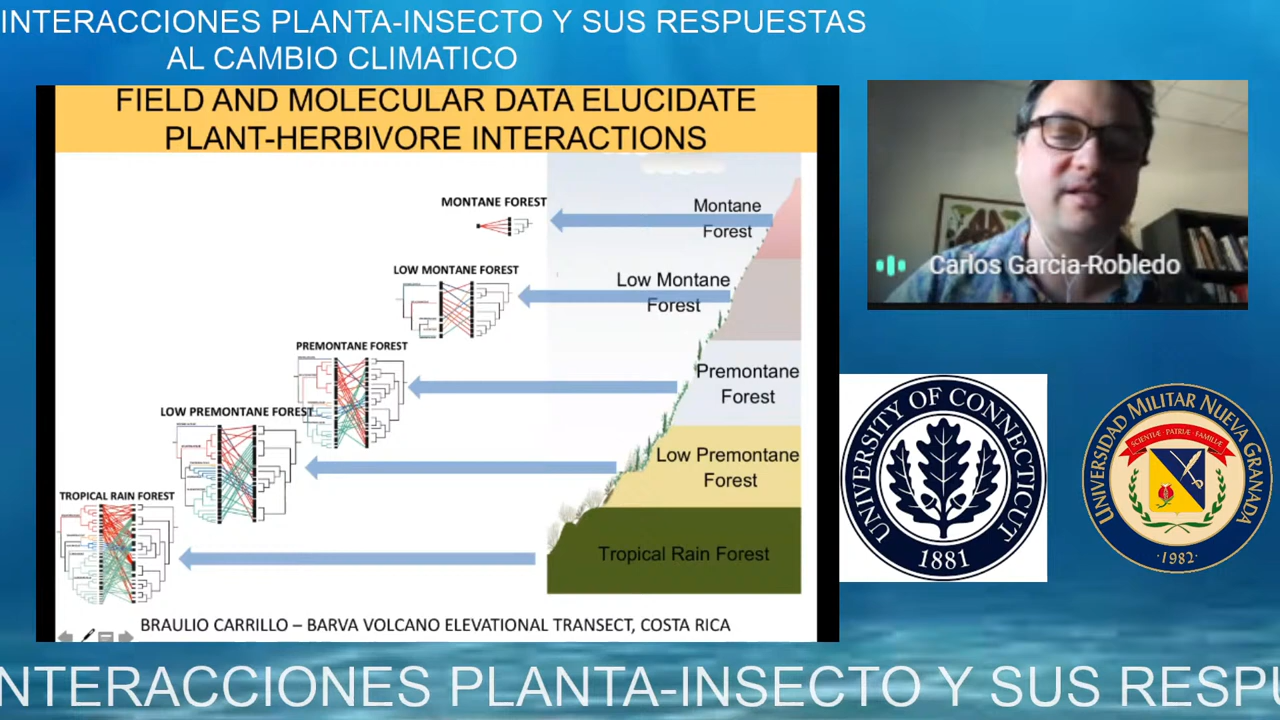 INTERACCIONES PLANTA-INSECTO Y SUS RESPUESTAS
AL CAMBIO CLIMATICO
FIELD AND MOLECULAR DATA ELUCIDATE
PLANT-HERBIVORE INTERACTIONS
MONTANE FOREST
Montane
Forest
LOW MONTANE FOREST
Low Montane
Forest
PREMONTANE FOREST
Premontane
Forest
LOW PREMONTANE FOREST
Low Premontane
Forest
TROPICAL RAIN FOREST
Tropical Rain Forest
BRAULIO CARRILLO – BARVA VOLCANO ELEVATIONAL TRANSECT, COSTA RICA
Carlos Garcia-Robledo
UNIVERSITY OF CONNECTICUT
1881
UNIVERSIDAD MILITAR NUEVA GRANADA
SCIENTIÆ - PATRIÆ - FAMILIÆ
·1982·
NTERACCIONES PLANTA-INSECTO Y SUS RESPU